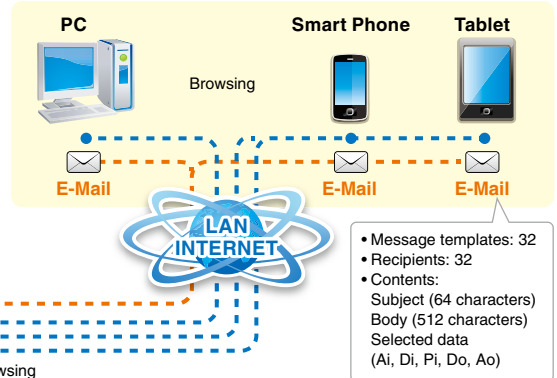 PC
Smart Phone
Tablet
Browsing
E-Mail
E-Mail
E-Mail
LAN
INTERNET
• Message templates: 32
• Recipients: 32
• Contents:
Subject (64 characters)
Body (512 characters)
Selected data
(Ai, Di, Pi, Do, Ao)
wsing